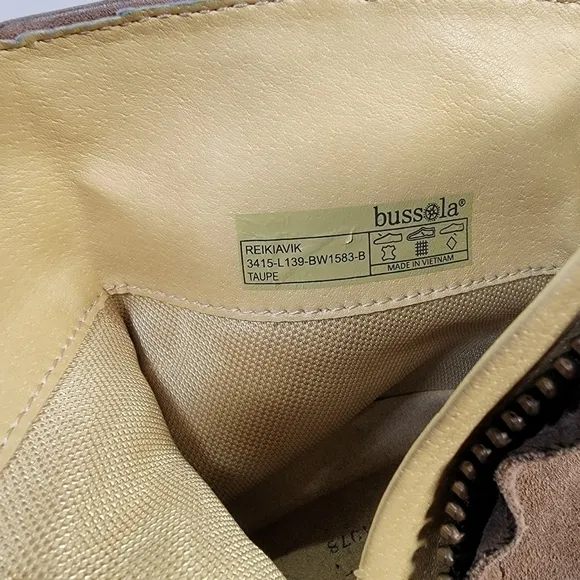 bussola®
REIKIAVIK
3415-L139-BW1583-B
TAUPE
MADE IN VIETNAM